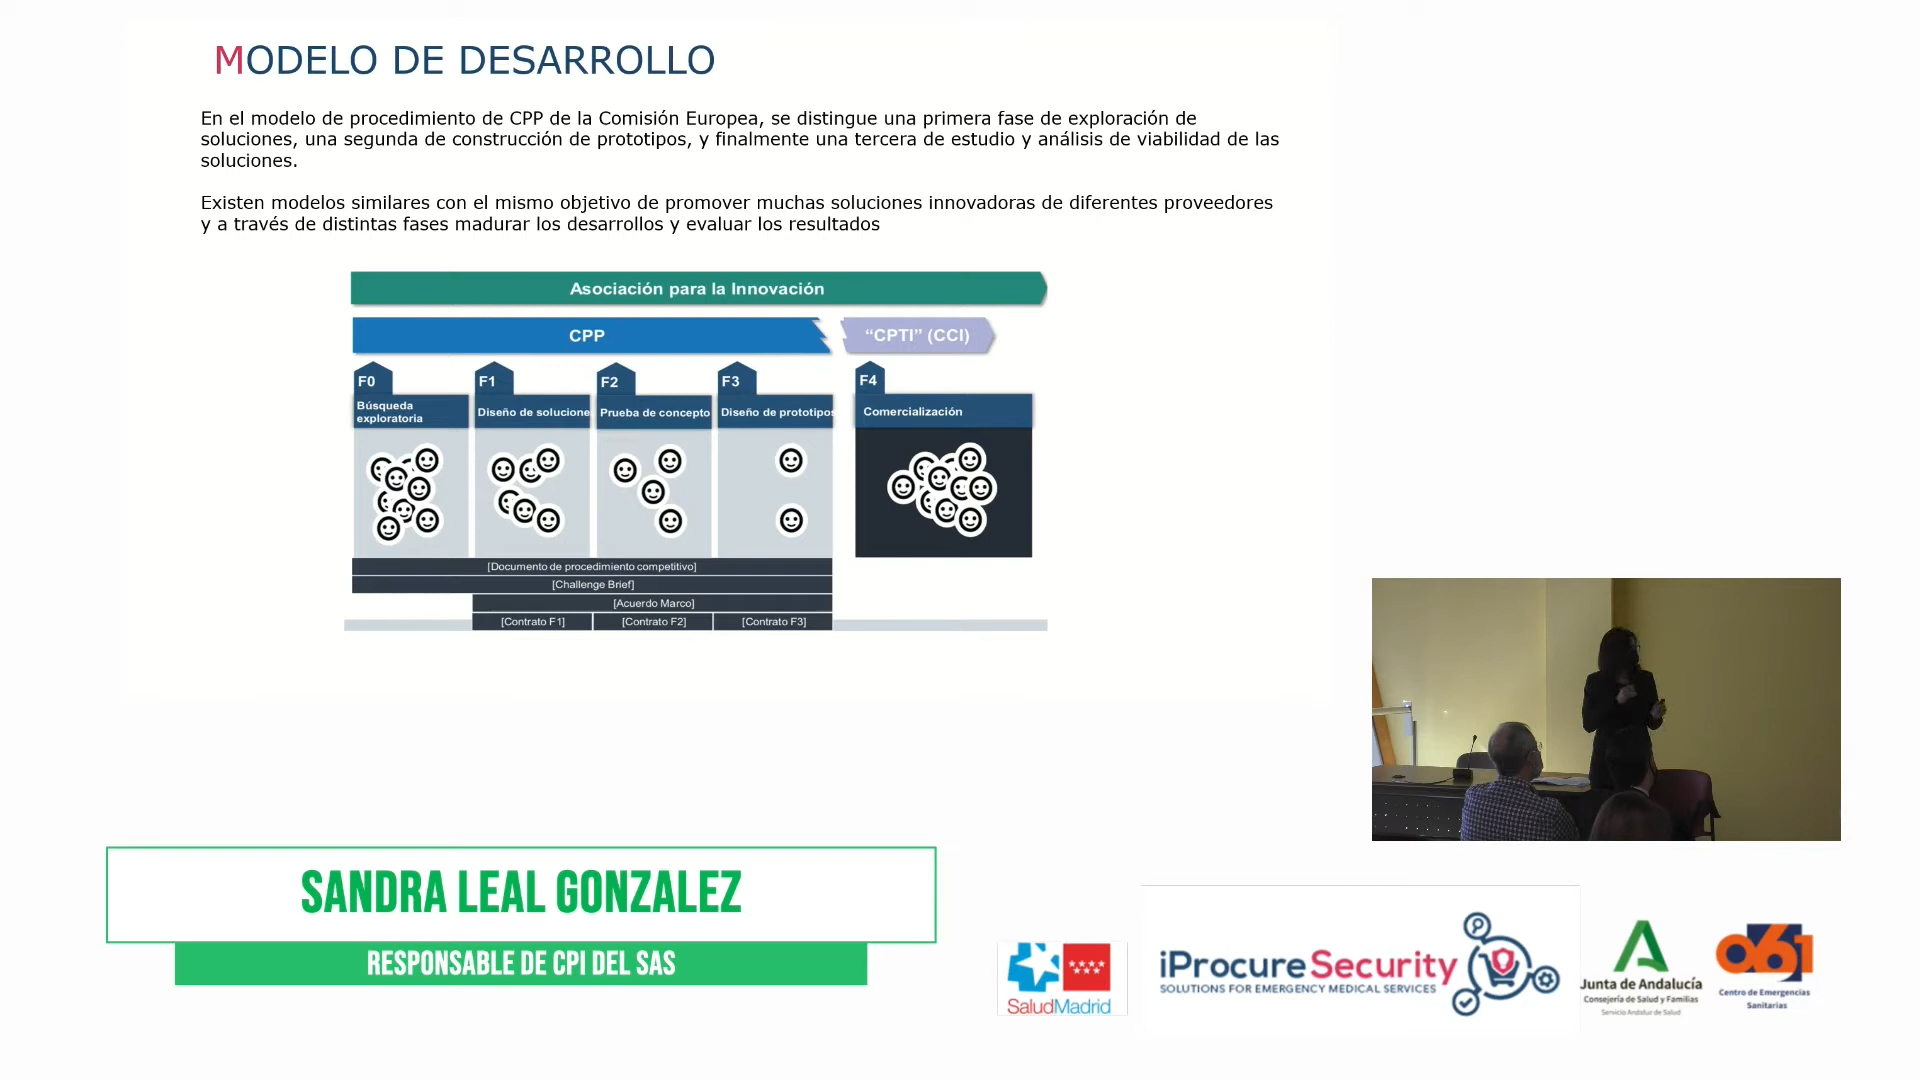 MODELO DE DESARROLLO
En el modelo de procedimiento de CPP de la Comisión Europea, se distingue una primera fase de exploración de
soluciones, una segunda de construcción de prototipos, y finalmente una tercera de estudio y análisis de viabilidad de las
soluciones.
Existen modelos similares con el mismo objetivo de promover muchas soluciones innovadoras de diferentes proveedores
y a través de distintas fases madurar los desarrollos y evaluar los resultados
Asociación para la Innovación
CPP
“CPTI” (CCI)
F0
F1
F2
F3
F4
Búsqueda
exploratoria
Diseño de solucione
Prueba de concepto
Diseño de prototipos
Comercialización
[Documento de procedimiento competitivo]
[Challenge Brief]
[Acuerdo Marco]
[Contrato F1]
[Contrato F2]
[Contrato F3]
SANDRA LEAL GONZALEZ
RESPONSABLE DE CPI DEL SAS
SaludMadrid
iProcureSecurity
SOLUTIONS FOR EMERGENCY MEDICAL SERVICES
Junta de Andalucía
Consejería de Salud y Familias
Servicio Andaluz de Salud
061
Centro de Emergencias
Sanitarias